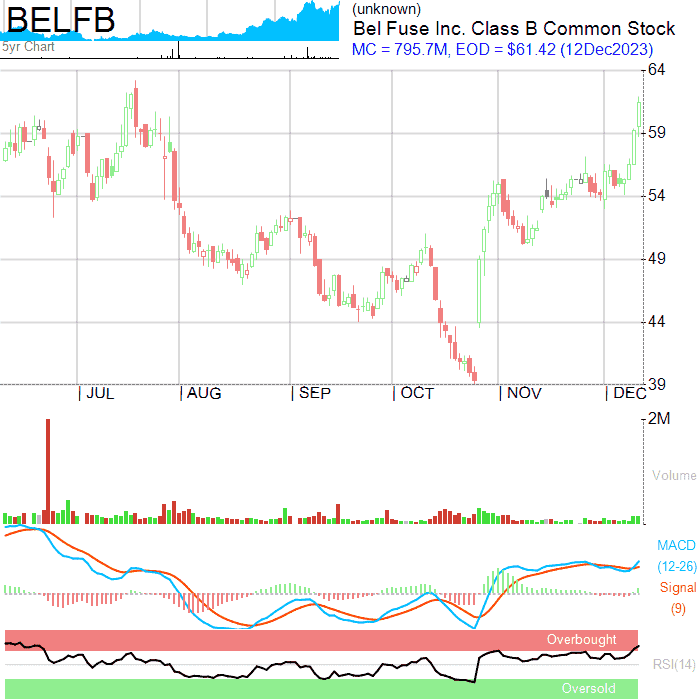 BELFB
5yr Chart
(unknown)
Bel Fuse Inc. Class B Common Stock
MC = 795.7M, EOD = $61.42 (12Dec2023)
64
59
54
49
44
39
JUL AUG SEP OCT NOV DEC
2M
Volume
MACD
(12-26)
Signal
(9)
Overbought
RSI(14)
Oversold